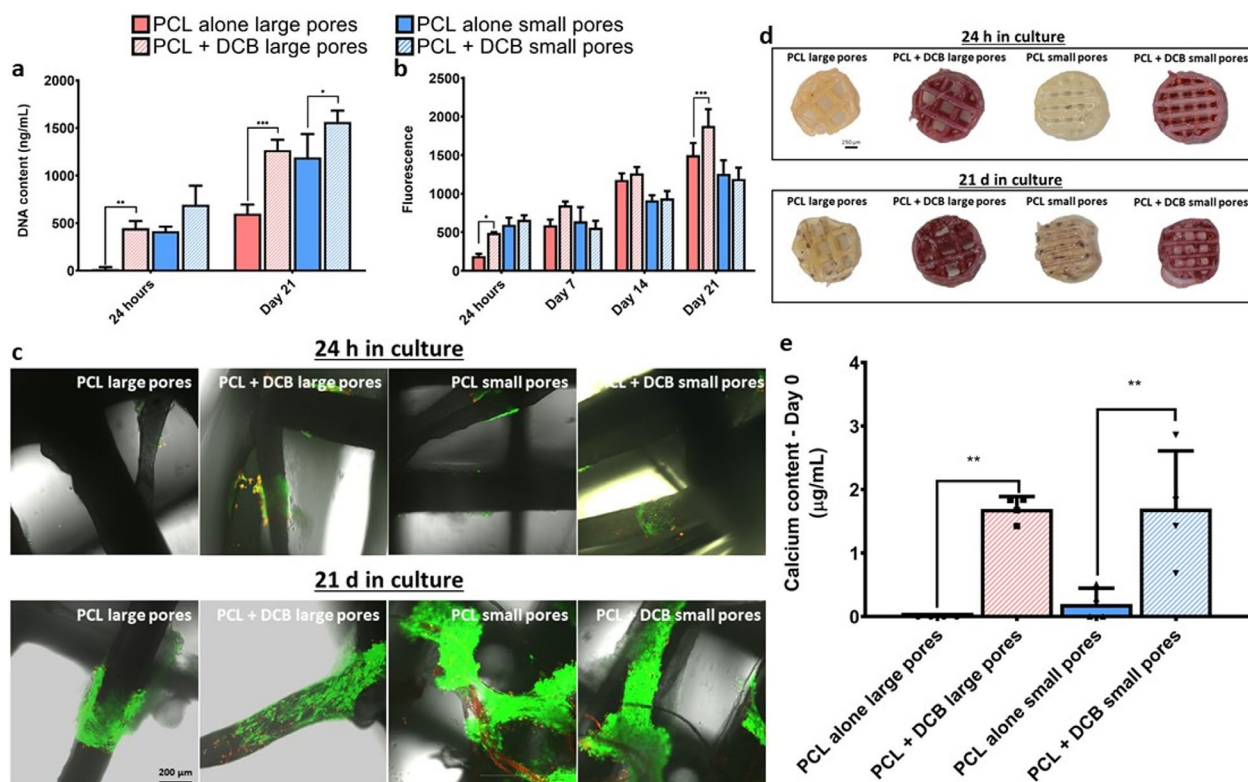 PCL alone large pores
PCL + DCB large pores
PCL alone small pores
PCL + DCB small pores
a
DNA content (ng/mL)
2000
1500
1000
500
0
**
***
*
24 hours
Day 21
b
Fluorescence
2500
2000
1500
1000
500
0
*
***
24 hours
Day 7
Day 14
Day 21
d
24 h in culture
PCL large pores
PCL + DCB large pores
PCL small pores
PCL + DCB small pores
250 µm
21 d in culture
PCL large pores
PCL + DCB large pores
PCL small pores
PCL + DCB small pores
c
24 h in culture
PCL large pores
PCL + DCB large pores
PCL small pores
PCL + DCB small pores
21 d in culture
PCL large pores
PCL + DCB large pores
PCL small pores
PCL + DCB small pores
200 µm
e
Calcium content - Day 0
(µg/mL)
4
3
2
1
0
**
**
PCL alone large pores
PCL + DCB large pores
PCL alone small pores
PCL + DCB small pores